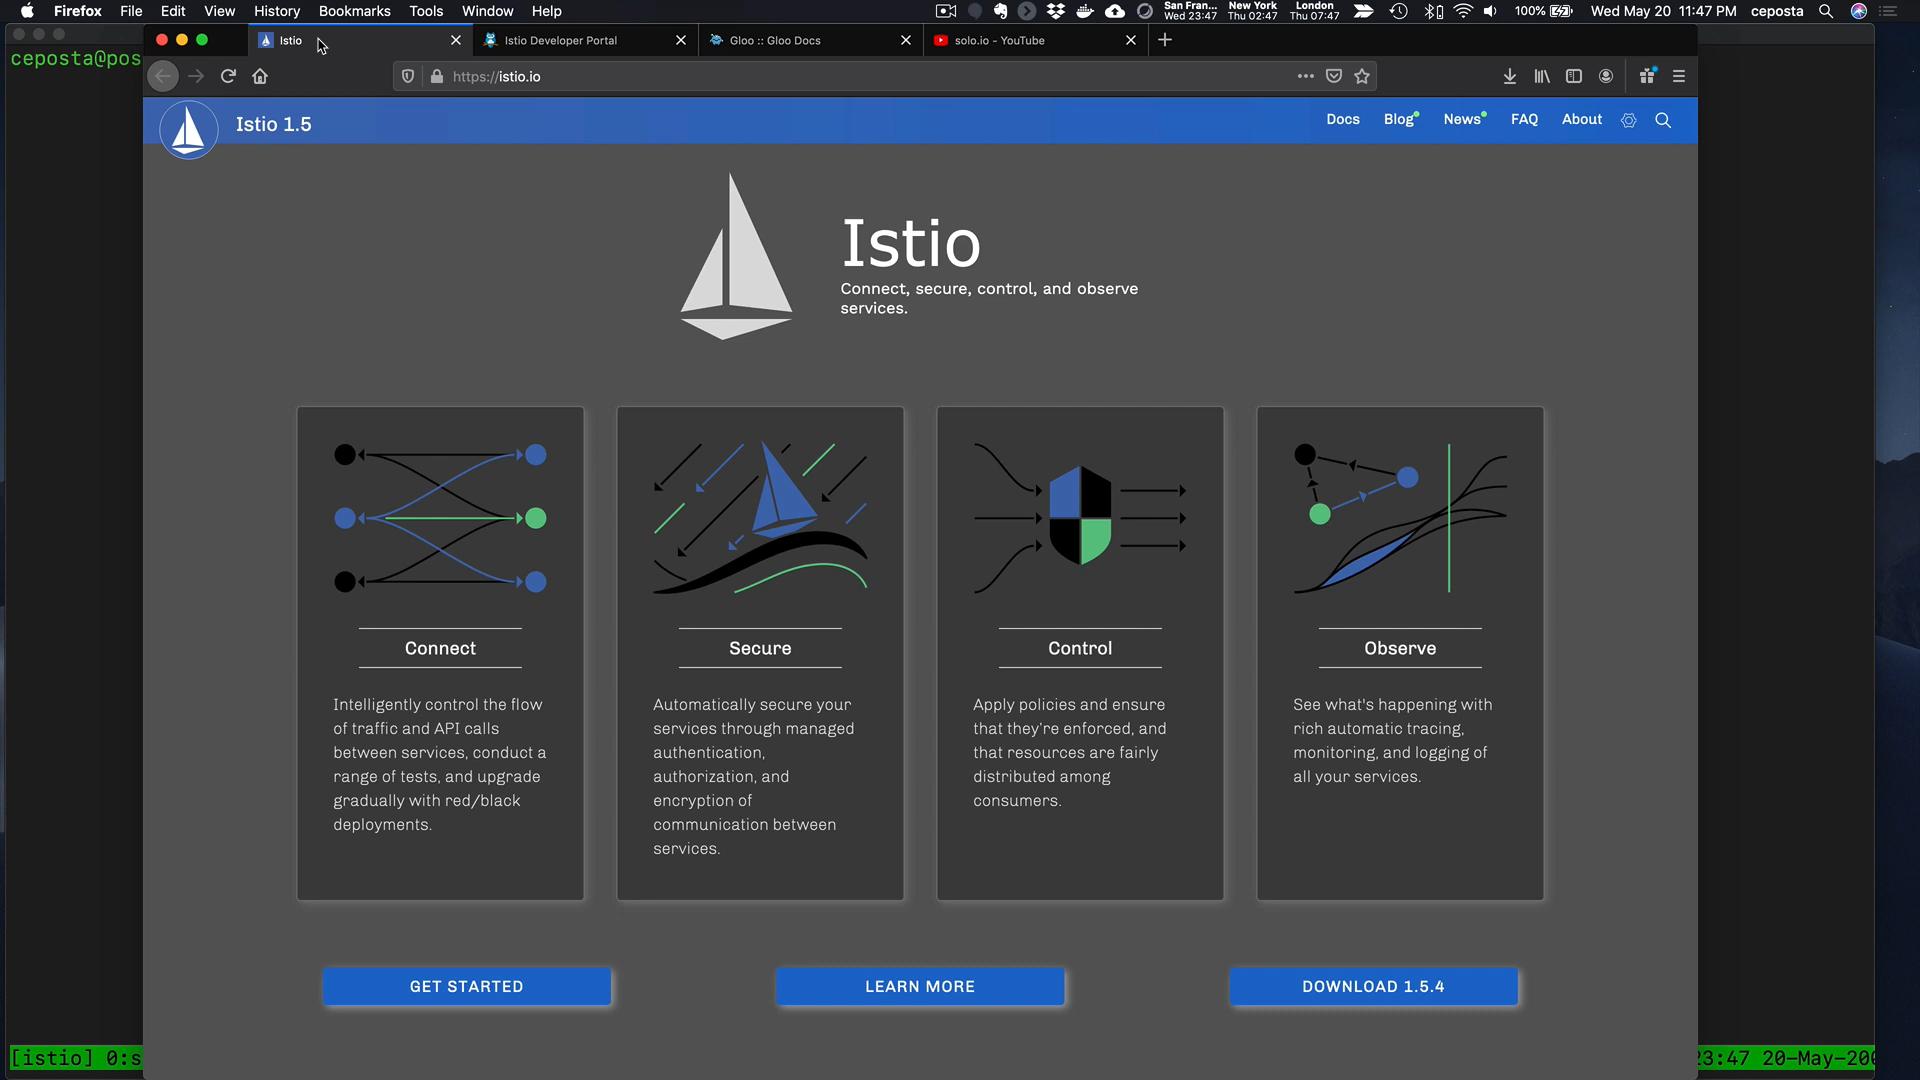 Firefox File Edit View History Bookmarks Tools Window Help
San Fran... New York London
Wed 23:47 Thu 02:47 Thu 07:47
100% Wed May 20 11:47 PM ceposta
Istio
Istio Developer Portal
Gloo :: Gloo Docs
solo.io - YouTube
ceposta@pos
https://istio.io
Istio 1.5
Docs Blog News FAQ About
Istio
Connect, secure, control, and observe
services.
Connect
Intelligently control the flow
of traffic and API calls
between services, conduct a
range of tests, and upgrade
gradually with red/black
deployments.
Secure
Automatically secure your
services through managed
authentication,
authorization, and
encryption of
communication between
services.
Control
Apply policies and ensure
that they're enforced, and
that resources are fairly
distributed among
consumers.
Observe
See what's happening with
rich automatic tracing,
monitoring, and logging of
all your services.
GET STARTED
LEARN MORE
DOWNLOAD 1.5.4
[istio] 0:s
23:47 20-May-20